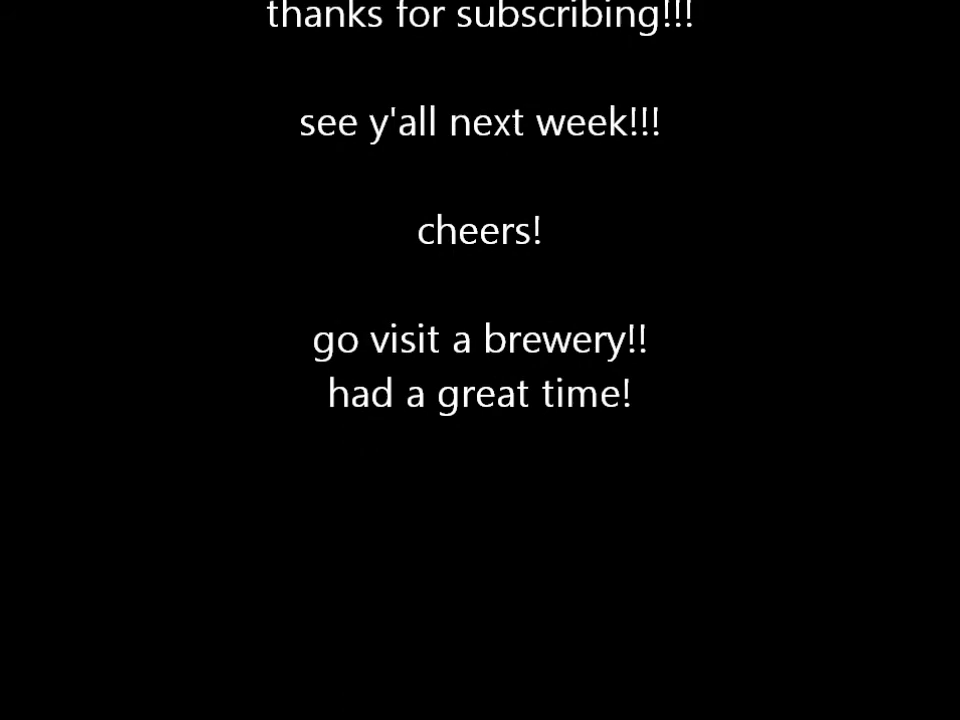 thanks for subscribing!!!
see y'all next week!!!
cheers!
go visit a brewery!!
had a great time!